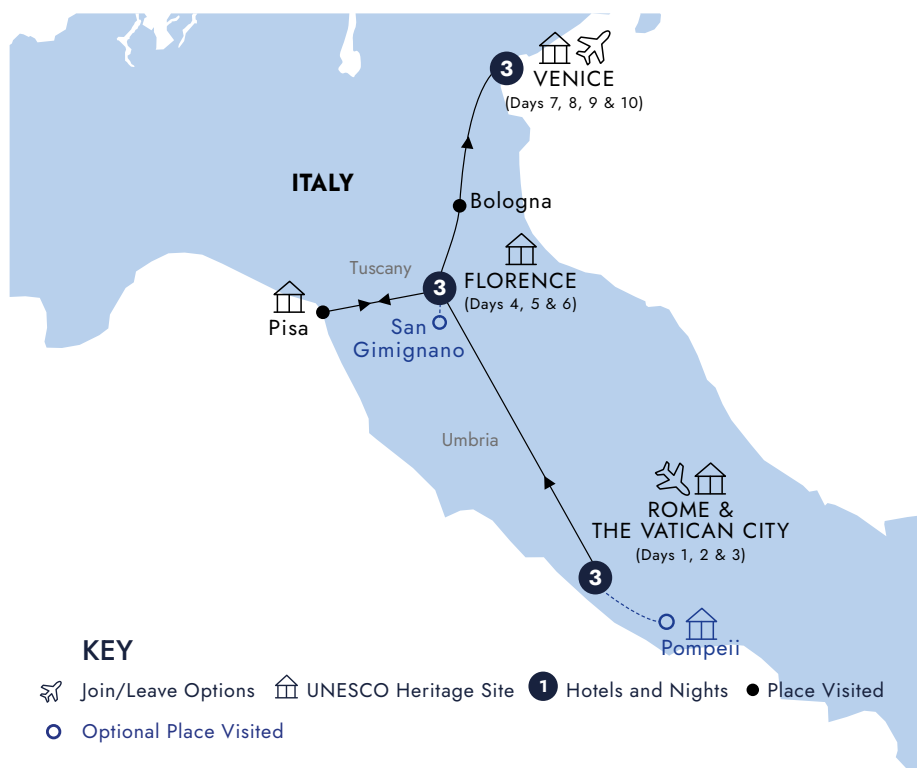 3
VENICE
(Days 7, 8, 9 & 10)
ITALY
Bologna
Tuscany
3
FLORENCE
(Days 4, 5 & 6)
Pisa
San
Gimignano
Umbria
ROME &
THE VATICAN CITY
(Days 1, 2 & 3)
3
Pompeii
KEY
Join/Leave Options
UNESCO Heritage Site
1
Hotels and Nights
Place Visited
Optional Place Visited